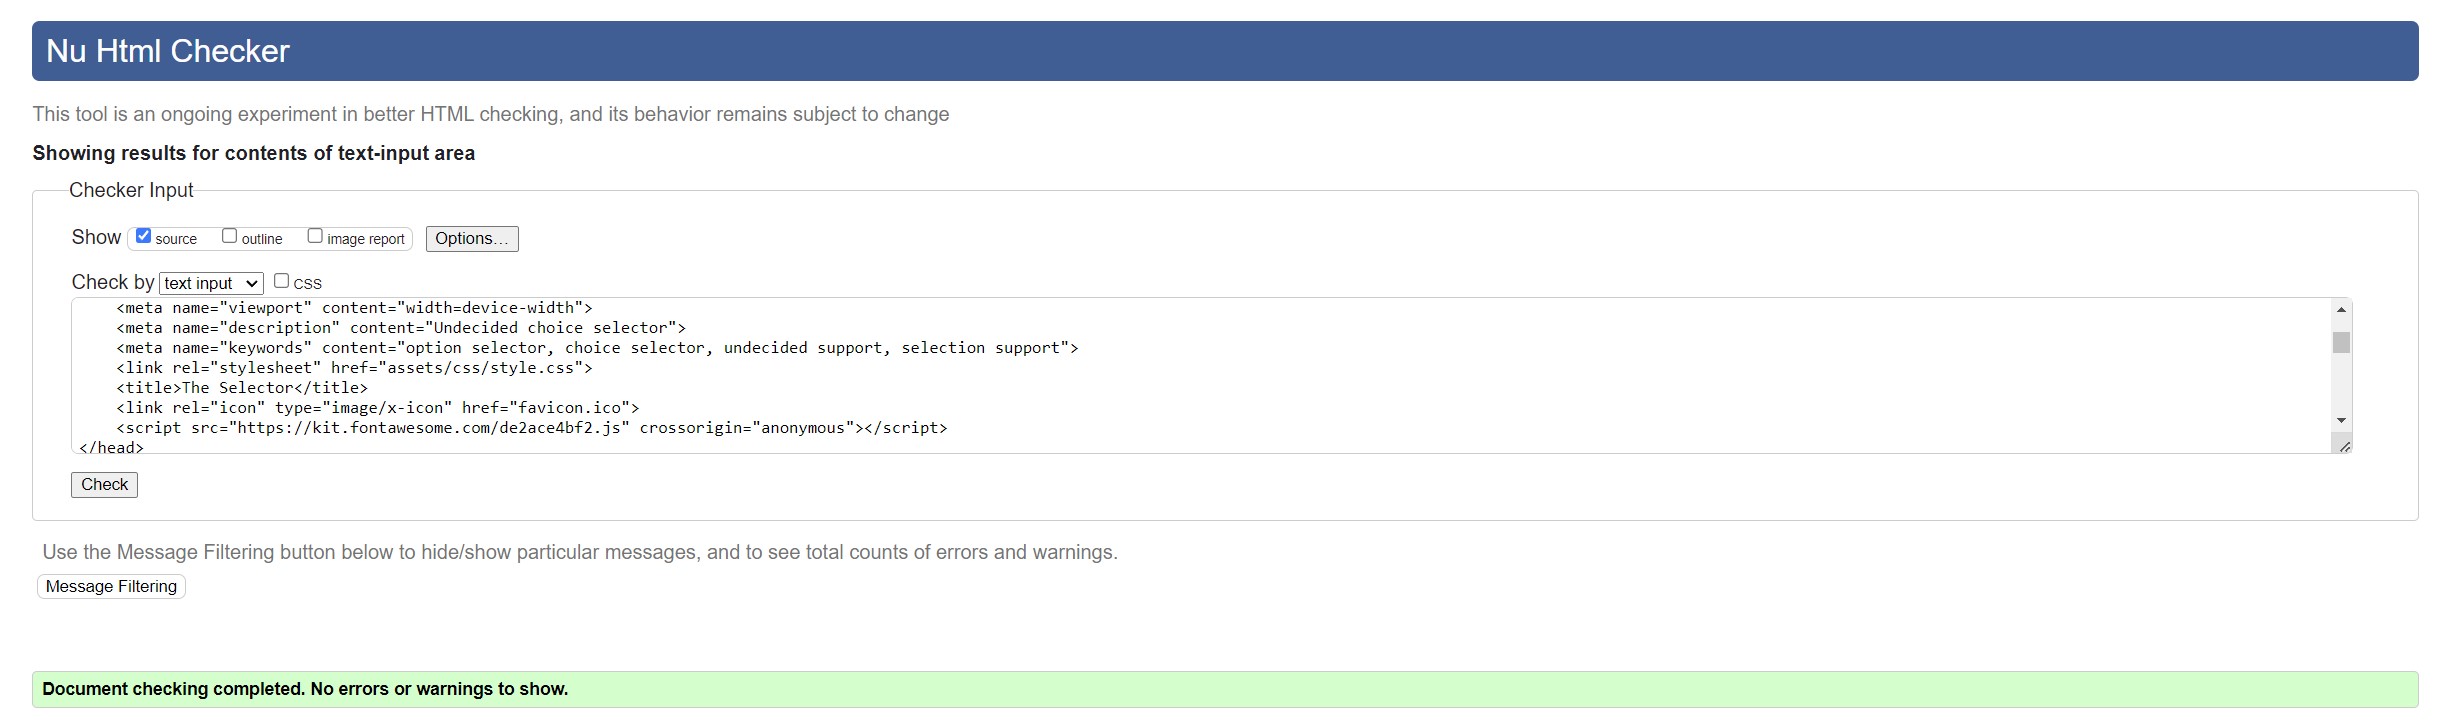 Nu Html Checker
This tool is an ongoing experiment in better HTML checking, and its behavior remains subject to change
Showing results for contents of text-input area
Checker Input
Show source outline image report Options...
Check by text input CSS
<meta name="viewport" content="width=device-width">
<meta name="description" content="Undecided choice selector">
<meta name="keywords" content="option selector, choice selector, undecided support, selection support">
<link rel="stylesheet" href="assets/css/style.css">
<title>The Selector</title>
<link rel="icon" type="image/x-icon" href="favicon.ico">
<script src="https://kit.fontawesome.com/de2ace4bf2.js" crossorigin="anonymous"></script>
</head>
Check
Use the Message Filtering button below to hide/show particular messages, and to see total counts of errors and warnings.
Message Filtering
Document checking completed. No errors or warnings to show.